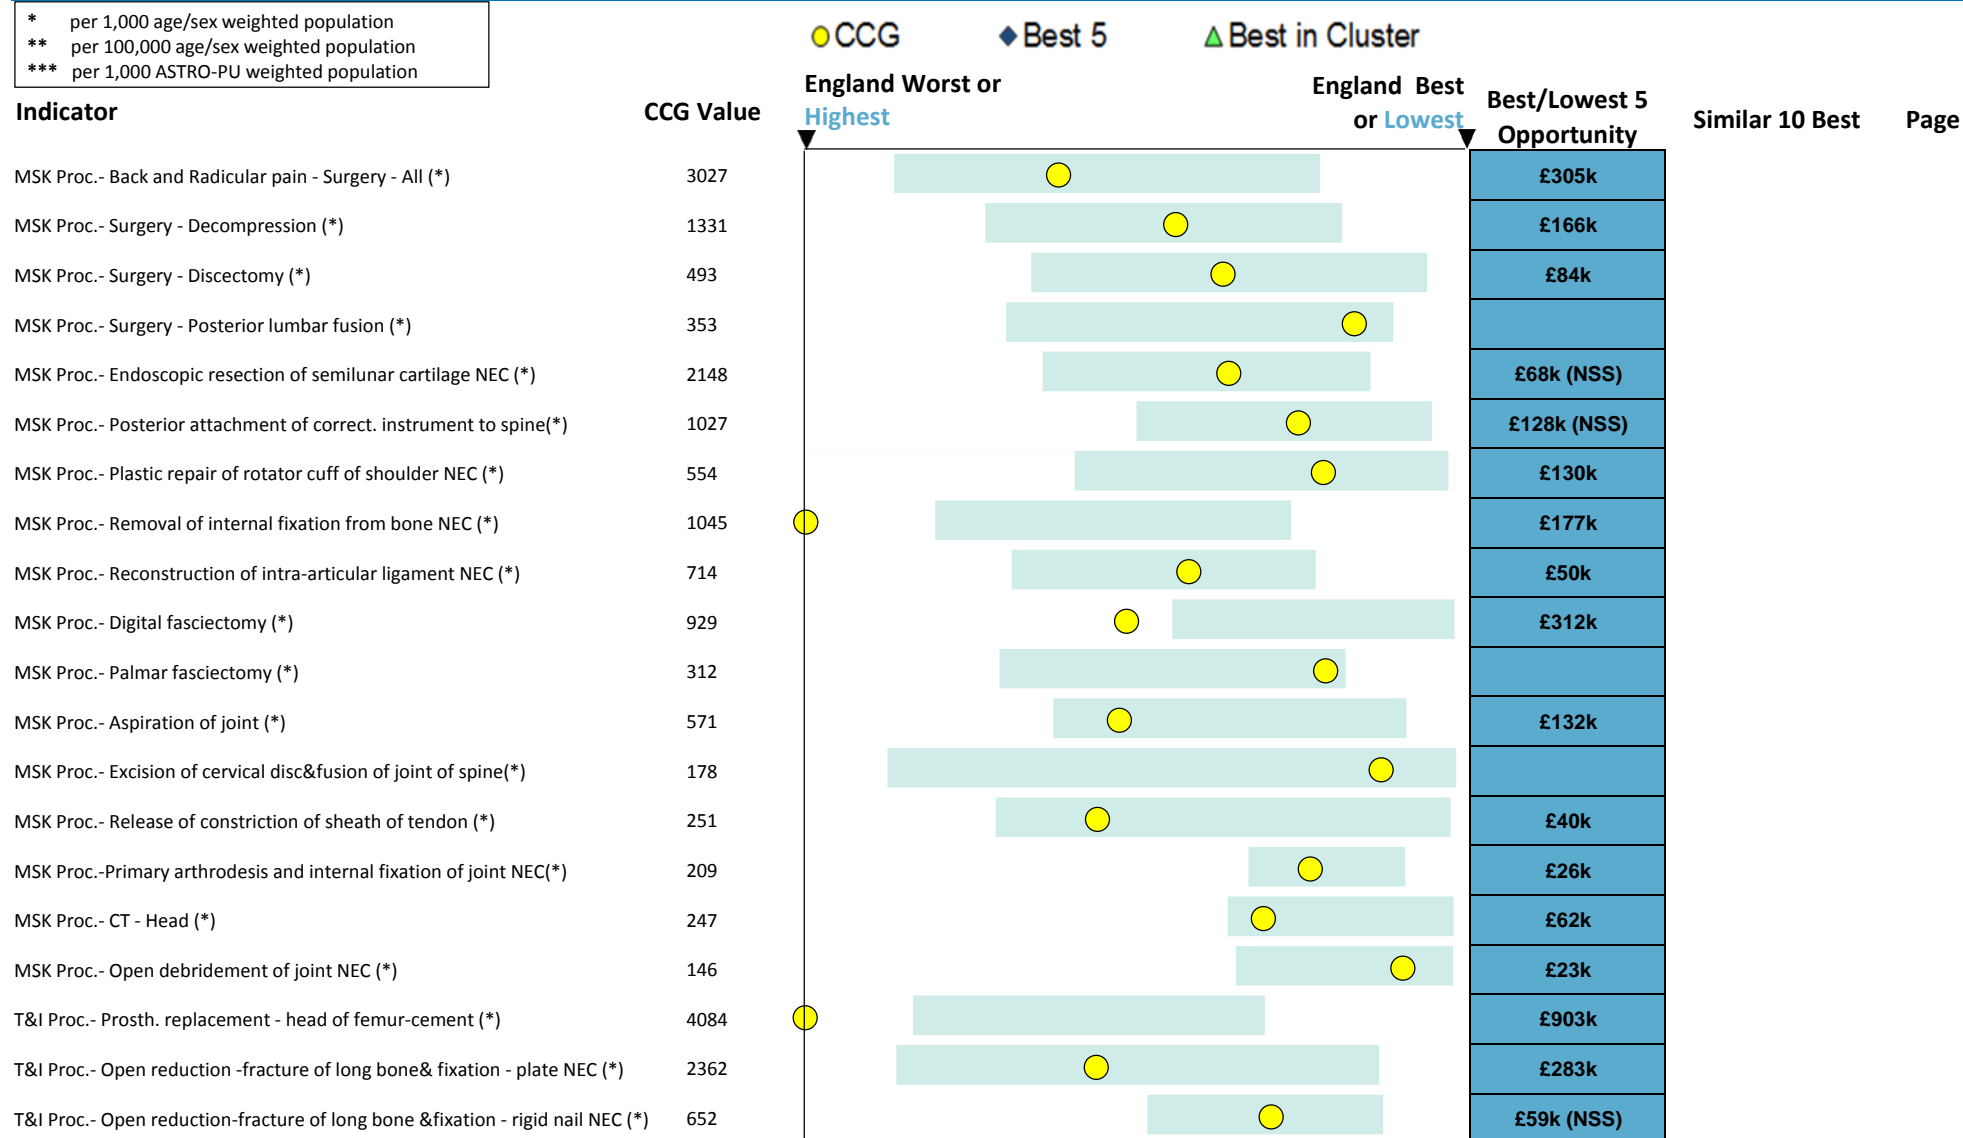 * per 1,000 age/sex weighted population
** per 100,000 age/sex weighted population
*** per 1,000 ASTRO-PU weighted population
CCG Best 5 Best in Cluster
England Worst or Highest
England Best or Lowest
Indicator CCG Value Best/Lowest 5 Opportunity Similar 10 Best Page
MSK Proc.- Back and Radicular pain - Surgery - All (*) 3027 £305k
MSK Proc.- Surgery - Decompression (*) 1331 £166k
MSK Proc.- Surgery - Discectomy (*) 493 £84k
MSK Proc.- Surgery - Posterior lumbar fusion (*) 353
MSK Proc.- Endoscopic resection of semilunar cartilage NEC (*) 2148 £68k (NSS)
MSK Proc.- Posterior attachment of correct. instrument to spine(*) 1027 £128k (NSS)
MSK Proc.- Plastic repair of rotator cuff of shoulder NEC (*) 554 £130k
MSK Proc.- Removal of internal fixation from bone NEC (*) 1045 £177k
MSK Proc.- Reconstruction of intra-articular ligament NEC (*) 714 £50k
MSK Proc.- Digital fasciectomy (*) 929 £312k
MSK Proc.- Palmar fasciectomy (*) 312
MSK Proc.- Aspiration of joint (*) 571 £132k
MSK Proc.- Excision of cervical disc&fusion of joint of spine(*) 178
MSK Proc.- Release of constriction of sheath of tendon (*) 251 £40k
MSK Proc.-Primary arthrodesis and internal fixation of joint NEC(*) 209 £26k
MSK Proc.- CT - Head (*) 247 £62k
MSK Proc.- Open debridement of joint NEC (*) 146 £23k
T&I Proc.- Prosth. replacement - head of femur-cement (*) 4084 £903k
T&I Proc.- Open reduction -fracture of long bone& fixation - plate NEC (*) 2362 £283k
T&I Proc.- Open reduction-fracture of long bone &fixation - rigid nail NEC (*) 652 £59k (NSS)